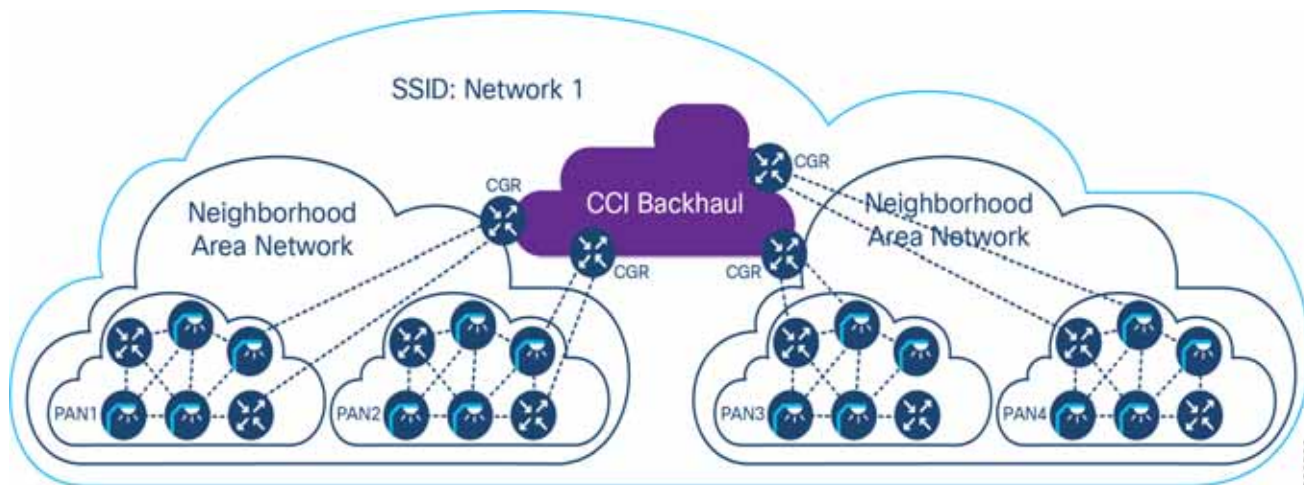 SSID: Network 1
CGR
CGR
CCI Backhaul
Neighborhood
Area Network
Neighborhood
Area Network
CGR
CGR
PAN1
PAN2
PAN3
PAN4